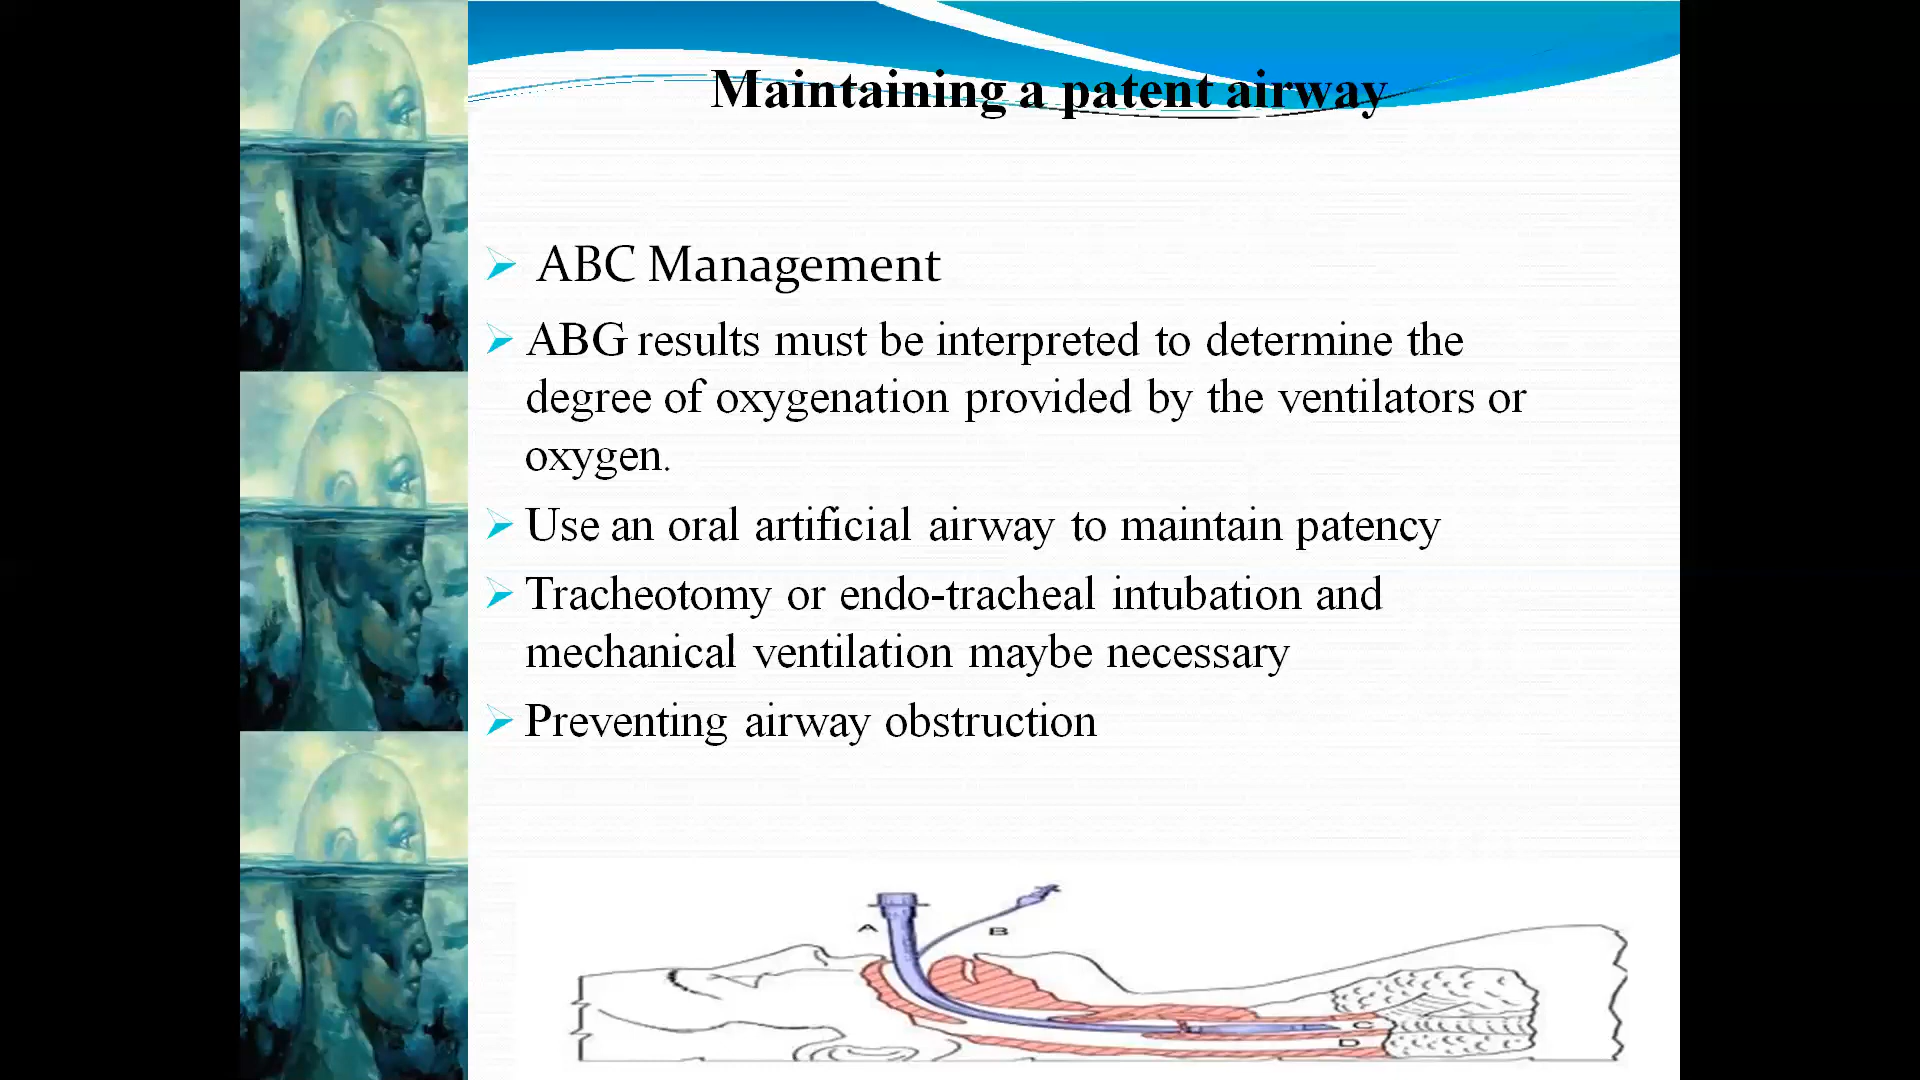 Maintaining a patent airway
ABC Management
ABG results must be interpreted to determine the
degree of oxygenation provided by the ventilators or
oxygen.
Use an oral artificial airway to maintain patency
Tracheotomy or endo-tracheal intubation and
mechanical ventilation maybe necessary
Preventing airway obstruction
A
B
C
D